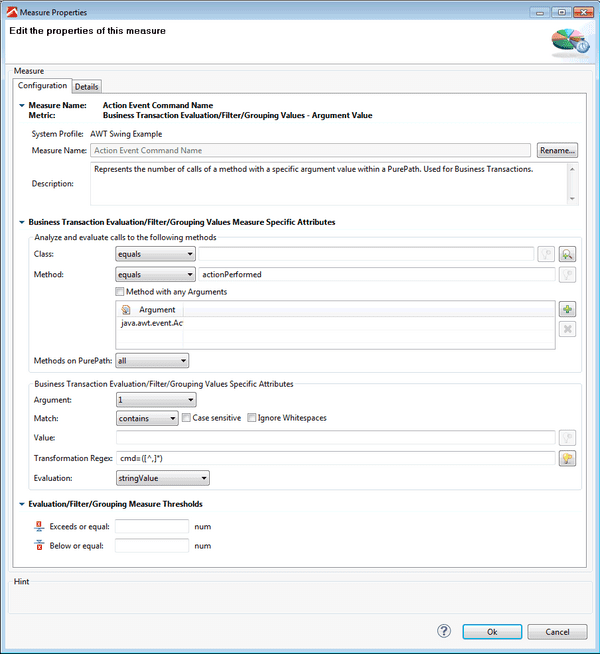 Measure Properties
Edit the properties of this measure
Measure
Configuration Details
Measure Name: Action Event Command Name
Metric: Business Transaction Evaluation/Filter/Grouping Values - Argument Value
System Profile: AWT Swing Example
Measure Name: Action Event Command Name Rename...
Description: Represents the number of calls of a method with a specific argument value within a PurePath. Used for Business Transactions.
Business Transaction Evaluation/Filter/Grouping Values Measure Specific Attributes
Analyze and evaluate calls to the following methods
Class: equals
Method: equals actionPerformed
Method with any Arguments
Argument
java.awt.event.Ac
Methods on PurePath: all
Business Transaction Evaluation/Filter/Grouping Values Specific Attributes
Argument: 1
Match: contains Case sensitive Ignore Whitespaces
Value:
Transformation Regex: cmd=([^,]*)
Evaluation: stringValue
Evaluation/Filter/Grouping Measure Thresholds
Exceeds or equal: num
Below or equal: num
Hint
Ok Cancel